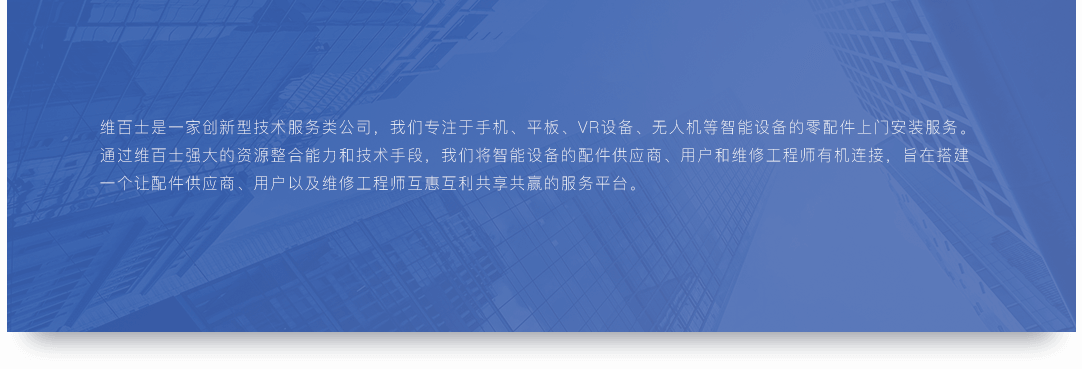 维百士是一家创新型技术服务类公司，我们专注于手机、平板、VR设备、无人机等智能设备的零配件上门安装服务。
通过维百士强大的资源整合能力和技术手段，我们将智能设备的配件供应商、用户和维修工程师有机连接，旨在搭建
一个让配件供应商、用户以及维修工程师互惠互利共享共赢的服务平台。